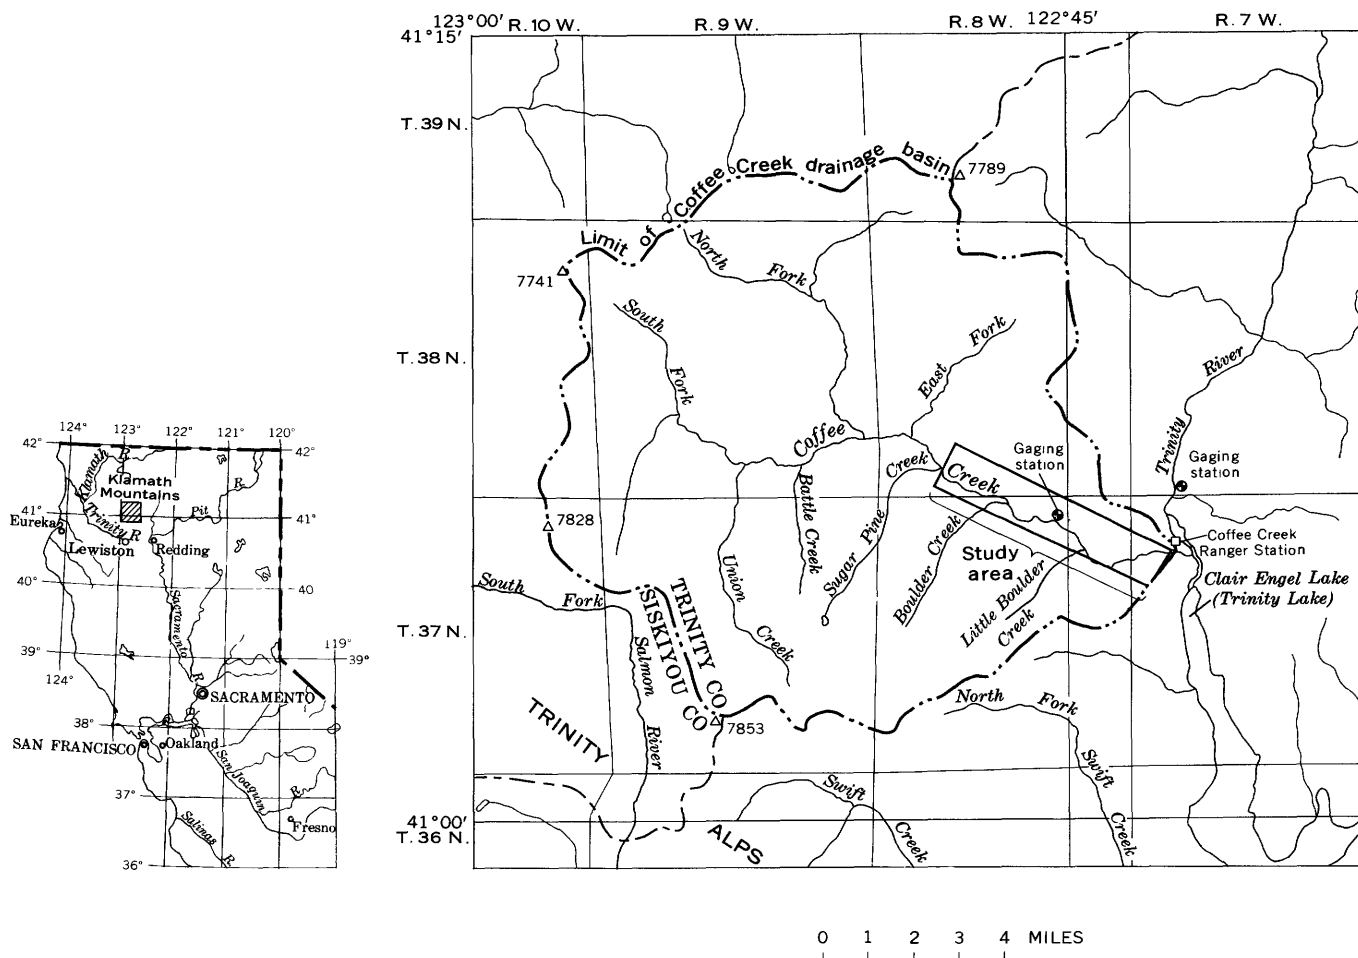 123°00′ R. 10 W. R. 9 W. R. 8 W. 122°45′ R. 7 W.
41°15′
T. 39 N.
Limit of Coffee Creek drainage basin
7789
7741
North Fork
South Fork
T. 38 N.
East Fork
River
Trinity
Coffee Creek
Gaging
station
Gaging
station
7828
Battle Creek
Sugar Pine Creek
Boulder Creek
Study
area
Little Boulder
Creek
Coffee Creek
Ranger Station
Clair Engel Lake
(Trinity Lake)
Union Creek
South Fork
Salmon River
TRINITY CO
SISKIYOU CO
T. 37 N.
7853
North Fork
Swift Creek
TRINITY
ALPS
Swift Creek
41°00′
T. 36 N.
0 1 2 3 4 MILES
124° 123° 122° 121° 120°
42° 42°
Klamath R
Klamath
Mountains
R
Pit
41° 41°
Eureka
Trinity R
Lewiston
Redding
40° 40
Sacramento R
39° 119°
39°
124°
SACRAMENTO
38°
SAN FRANCISCO
Oakland
San Joaquin R
37°
Fresno
Salinas R
36°